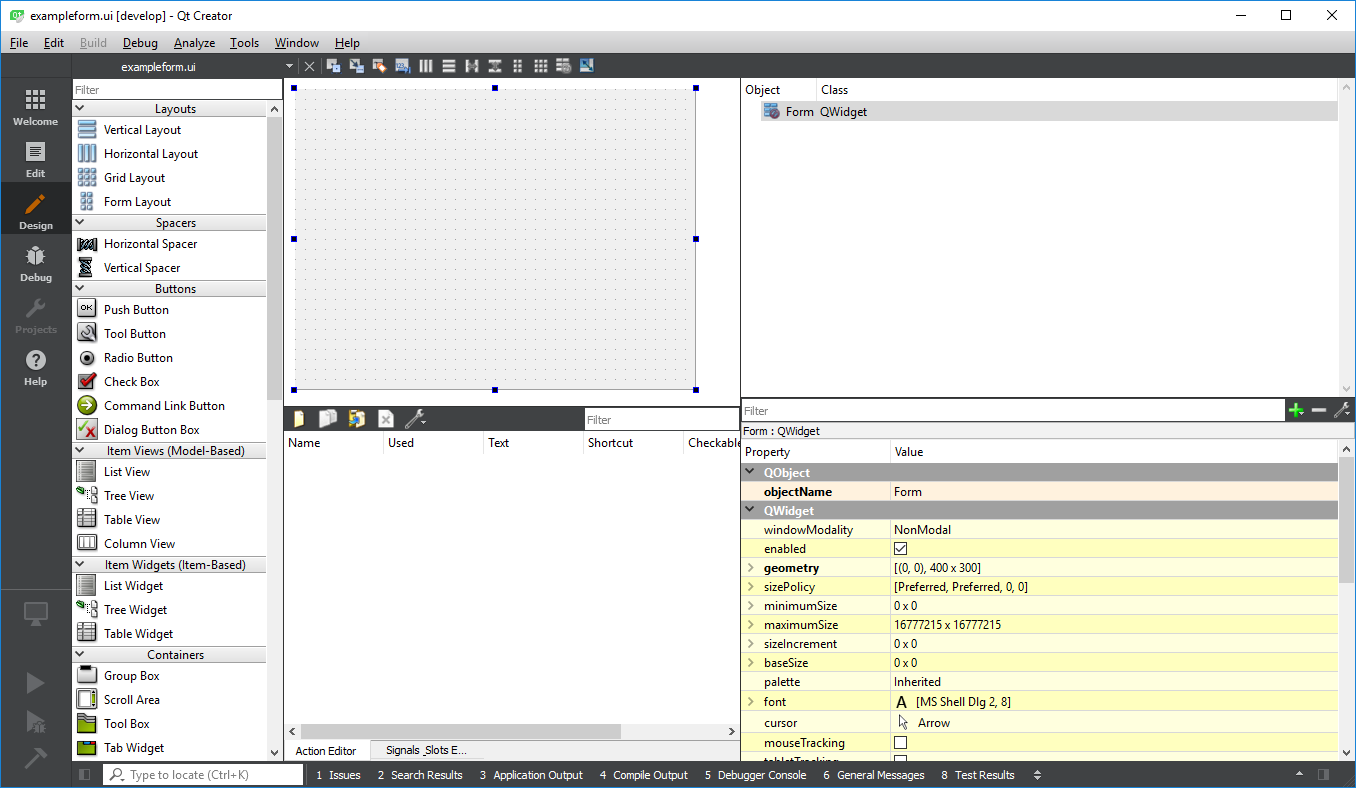 exampleform.ui [develop] - Qt Creator
File Edit Build Debug Analyze Tools Window Help
exampleform.ui
Welcome
Edit
Design
Debug
Projects
Help
Filter
Layouts
Vertical Layout
Horizontal Layout
Grid Layout
Form Layout
Spacers
Horizontal Spacer
Vertical Spacer
Buttons
OK
Push Button
Tool Button
Radio Button
Check Box
Command Link Button
Dialog Button Box
Item Views (Model-Based)
List View
Tree View
Table View
Column View
Item Widgets (Item-Based)
List Widget
Tree Widget
Table Widget
Containers
Group Box
Scroll Area
Tool Box
Tab Widget
Filter
Name Used Text Shortcut Checkable
Action Editor Signals _Slots E...
Object Class
Form QWidget
Filter
Form : QWidget
Property Value
QObject
objectName Form
QWidget
windowModality NonModal
enabled
geometry [(0, 0), 400 x 300]
sizePolicy [Preferred, Preferred, 0, 0]
minimumSize 0 x 0
maximumSize 16777215 x 16777215
sizeIncrement 0 x 0
baseSize 0 x 0
palette Inherited
font A [MS Shell Dlg 2, 8]
cursor Arrow
mouseTracking
tabletTracking
Type to locate (Ctrl+K) 1 Issues 2 Search Results 3 Application Output 4 Compile Output 5 Debugger Console 6 General Messages 8 Test Results